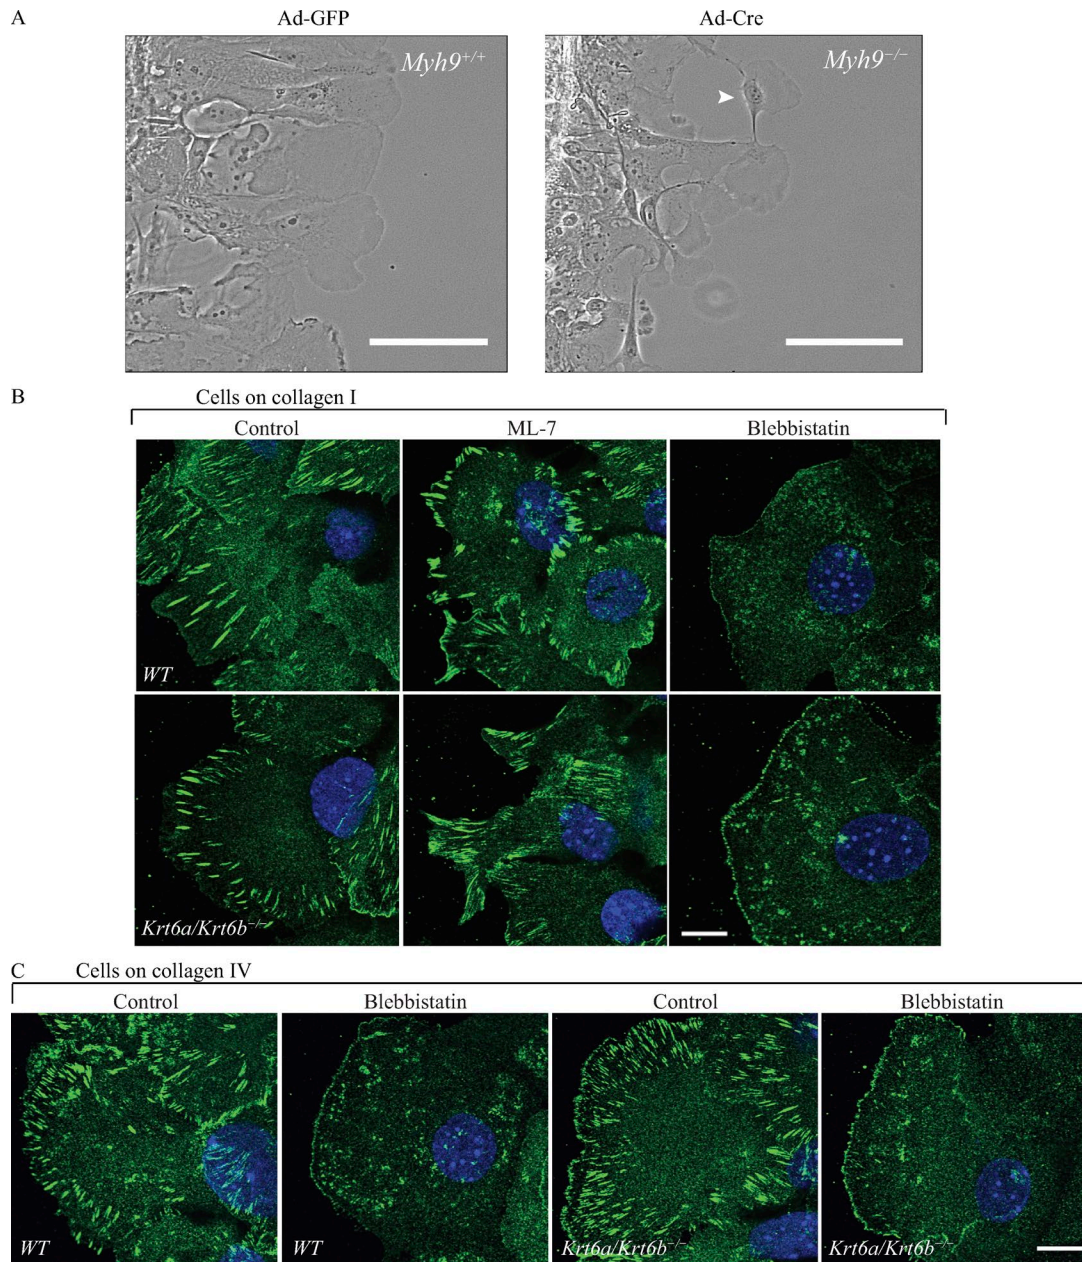 A
Ad-GFP
Ad-Cre
Myh9+/+
Myh9−/−
B
Cells on collagen I
Control
ML-7
Blebbistatin
WT
Krt6a/Krt6b−/−
C
Cells on collagen IV
Control
Blebbistatin
Control
Blebbistatin
WT
WT
Krt6a/Krt6b−/−
Krt6a/Krt6b−/−